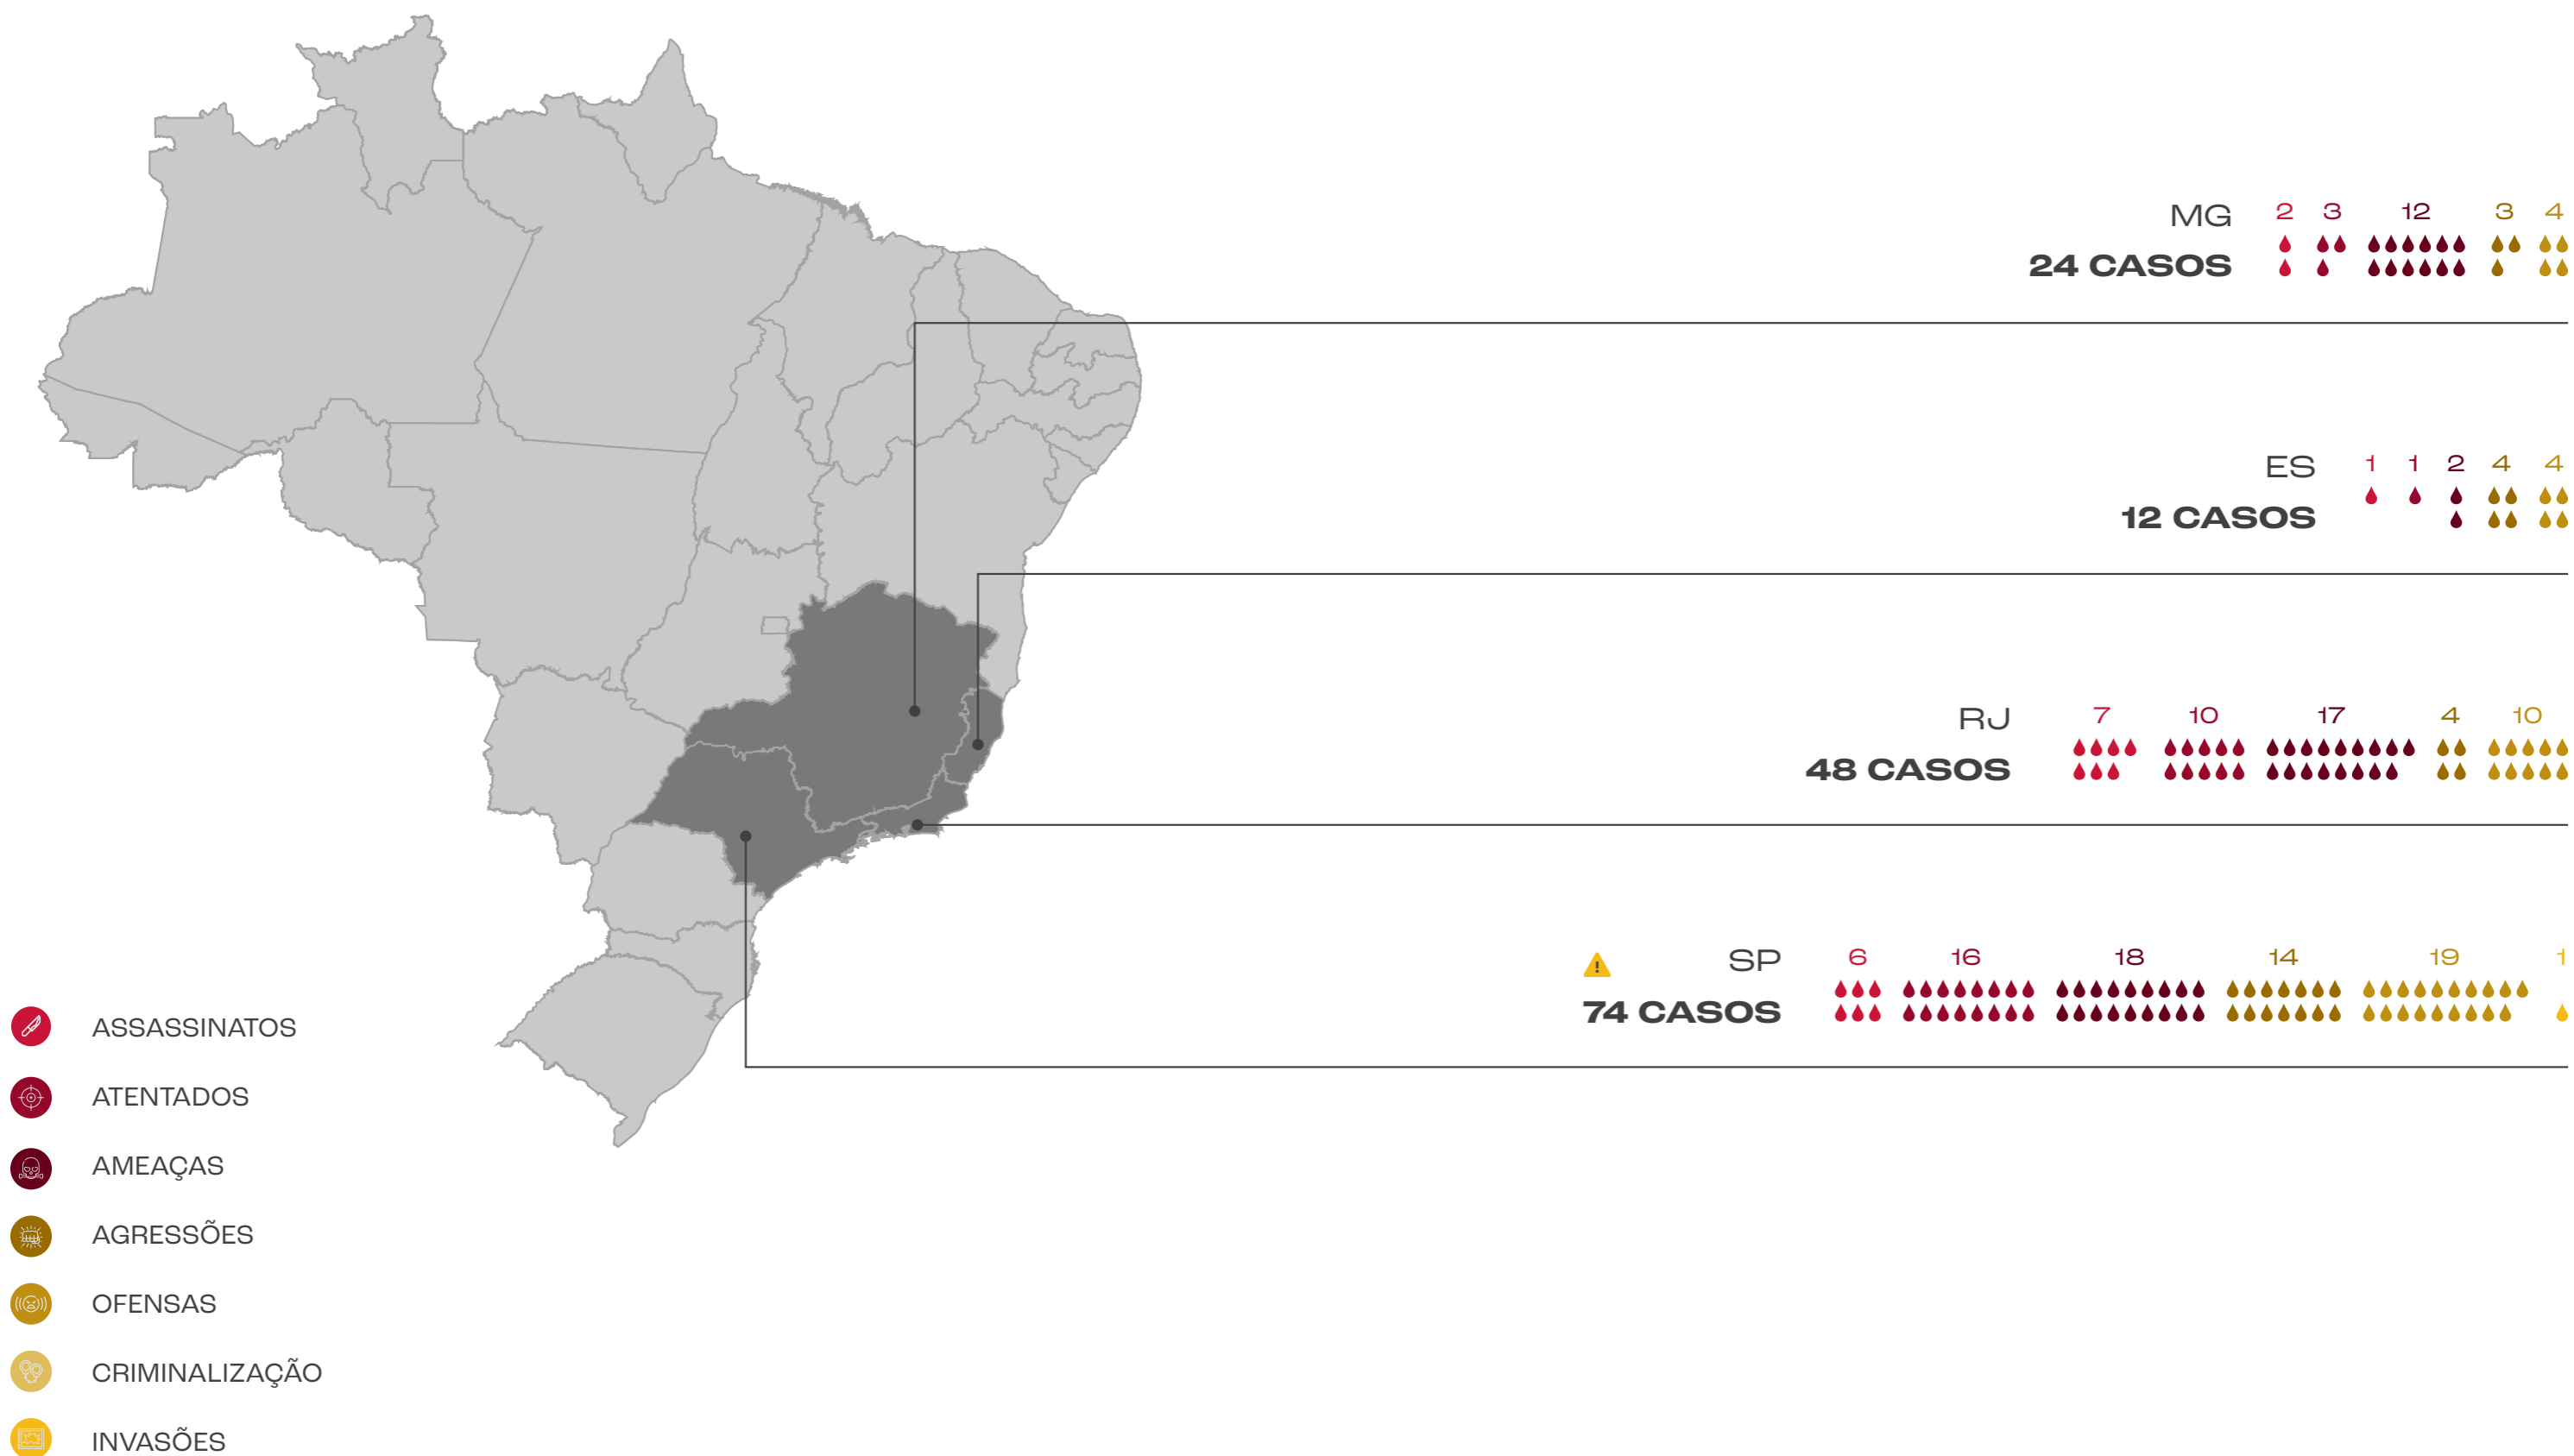 MG 2 3 12 3 4
24 CASOS
ES 1 1 2 4 4
12 CASOS
RJ 7 10 17 4 10
48 CASOS
SP 6 16 18 14 19 1
74 CASOS
ASSASSINATOS
ATENTADOS
AMEAÇAS
AGRESSÕES
OFENSAS
CRIMINALIZAÇÃO
INVASÕES